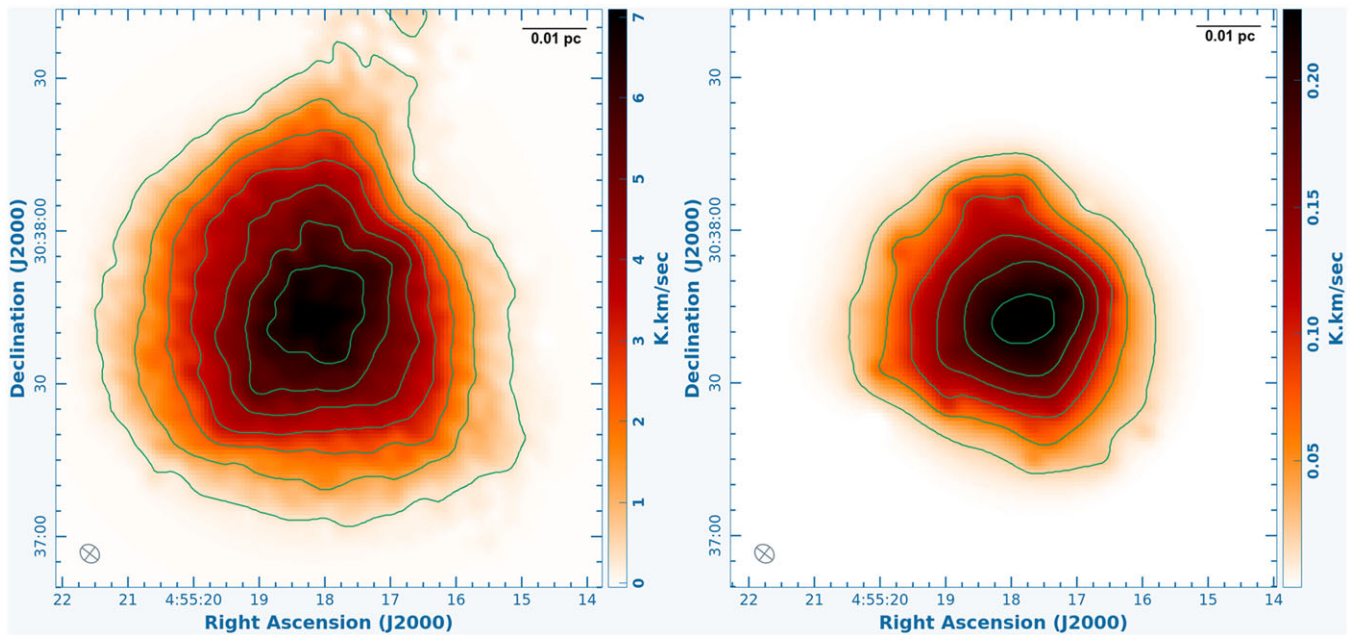 0.01 pc
7
6
5
4
3
2
1
0
K.km/sec
30
30:38:00
30
37:00
Declination (J2000)
22 21 4:55:20 19 18 17 16 15 14
Right Ascension (J2000)
0.01 pc
0.20
0.15
0.10
0.05
K.km/sec
30
30:38:00
30
37:00
Declination (J2000)
22 21 4:55:20 19 18 17 16 15 14
Right Ascension (J2000)